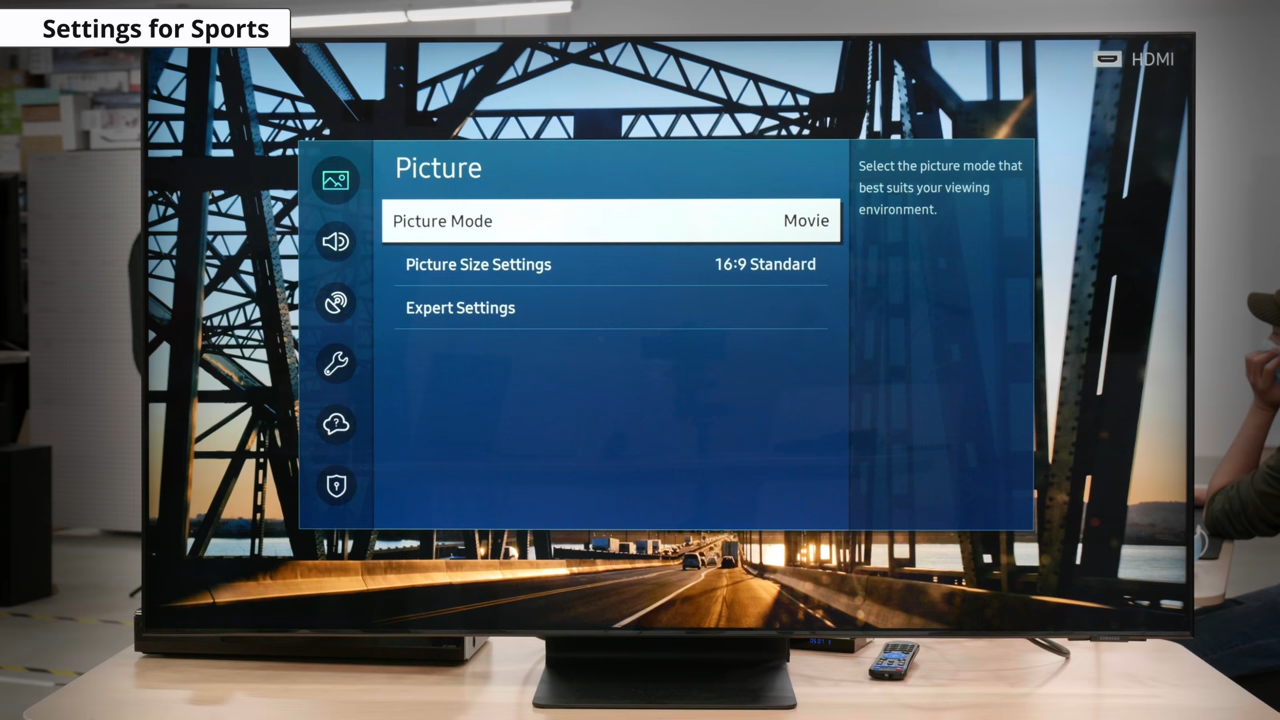 Settings for Sports
HDMI
Picture
Picture Mode Movie
Picture Size Settings 16:9 Standard
Expert Settings
Select the picture mode that
best suits your viewing
environment.